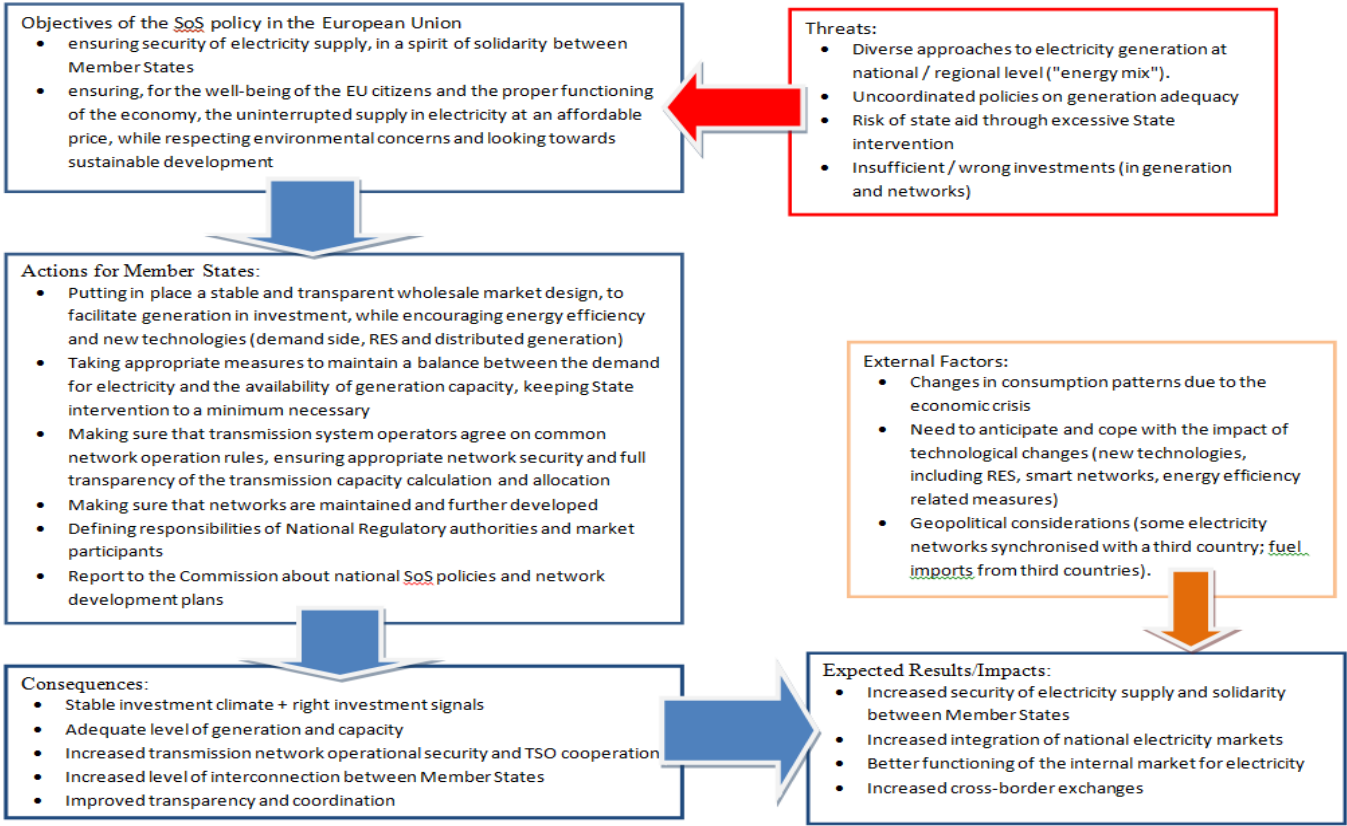 Objectives of the SoS policy in the European Union
• ensuring security of electricity supply, in a spirit of solidarity between
Member States
• ensuring, for the well-being of the EU citizens and the proper functioning
of the economy, the uninterrupted supply in electricity at an affordable
price, while respecting environmental concerns and looking towards
sustainable development
Threats:
• Diverse approaches to electricity generation at
national / regional level ("energy mix").
• Uncoordinated policies on generation adequacy
• Risk of state aid through excessive State
intervention
• Insufficient / wrong investments (in generation
and networks)
Actions for Member States:
• Putting in place a stable and transparent wholesale market design, to
facilitate generation in investment, while encouraging energy efficiency
and new technologies (demand side, RES and distributed generation)
• Taking appropriate measures to maintain a balance between the demand
for electricity and the availability of generation capacity, keeping State
intervention to a minimum necessary
• Making sure that transmission system operators agree on common
network operation rules, ensuring appropriate network security and full
transparency of the transmission capacity calculation and allocation
• Making sure that networks are maintained and further developed
• Defining responsibilities of National Regulatory authorities and market
participants
• Report to the Commission about national SoS policies and network
development plans
External Factors:
• Changes in consumption patterns due to the
economic crisis
• Need to anticipate and cope with the impact of
technological changes (new technologies,
including RES, smart networks, energy efficiency
related measures)
• Geopolitical considerations (some electricity
networks synchronised with a third country; fuel
imports from third countries).
Consequences:
• Stable investment climate + right investment signals
• Adequate level of generation and capacity
• Increased transmission network operational security and TSO cooperation
• Increased level of interconnection between Member States
• Improved transparency and coordination
Expected Results/Impacts:
• Increased security of electricity supply and solidarity
between Member States
• Increased integration of national electricity markets
• Better functioning of the internal market for electricity
• Increased cross-border exchanges